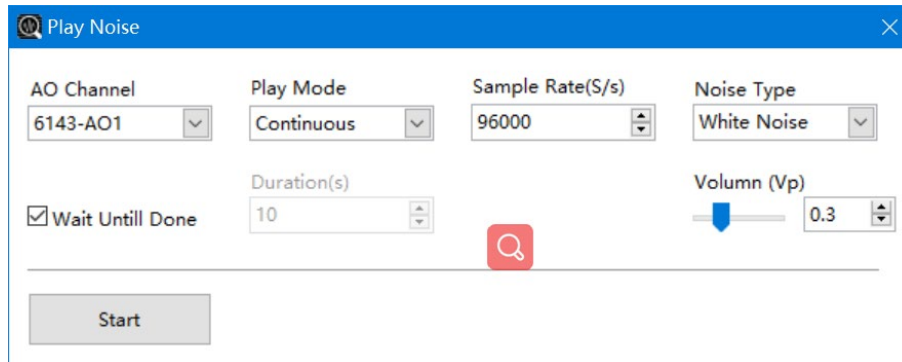 Play Noise
AO Channel
Play Mode
Sample Rate(S/s)
Noise Type
6143-AO1
Continuous
96000
White Noise
Duration(s)
Volumn (Vp)
Wait Untill Done
10
0.3
Start